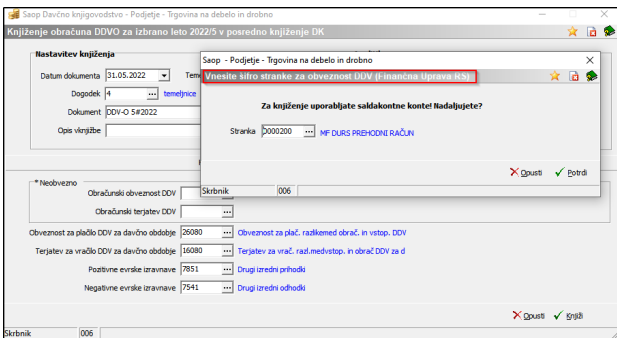 Saop Davčno knjigovodstvo - Podjetje - Trgovina na debelo in drobno
Knjiženje obračuna DDVO za izbrano leto 2022/5 v posredno knjiženje DK
Nastavitev knjiženja
Datum dokumenta 31.05.2022
Dogodek 4 ... temeljnice
Dokument DDV-O 5#2022
Opis vknjižbe
Saop - Podjetje - Trgovina na debelo in drobno
Vnesite šifro stranke za obveznost DDV (Finančna Uprava RS)
Za knjiženje uporabljate saldakontne konte! Nadaljujete?
Stranka 0000200 ... MF DURS PREHODNI RAČUN
Opusti Potrdi
Skrbnik 006
* Neobvezno
Obračunski obveznost DDV
Obračunski terjatev DDV ...
Obveznost za plačilo DDV za davčno obdobje 26080 ... Obveznost za plač. razlikemed obrač. in vstop. DDV
Terjatev za vračilo DDV za davčno obdobje 16080 ... Terjatev za vrač. razl.medvstop. in obrač DDV za d
Pozitivne evrske izravnave 7851 ... Drugi izredni prihodki
Negativne evrske izravnave 7541 ... Drugi izredni odhodki
Opusti Knjiži
Skrbnik 006